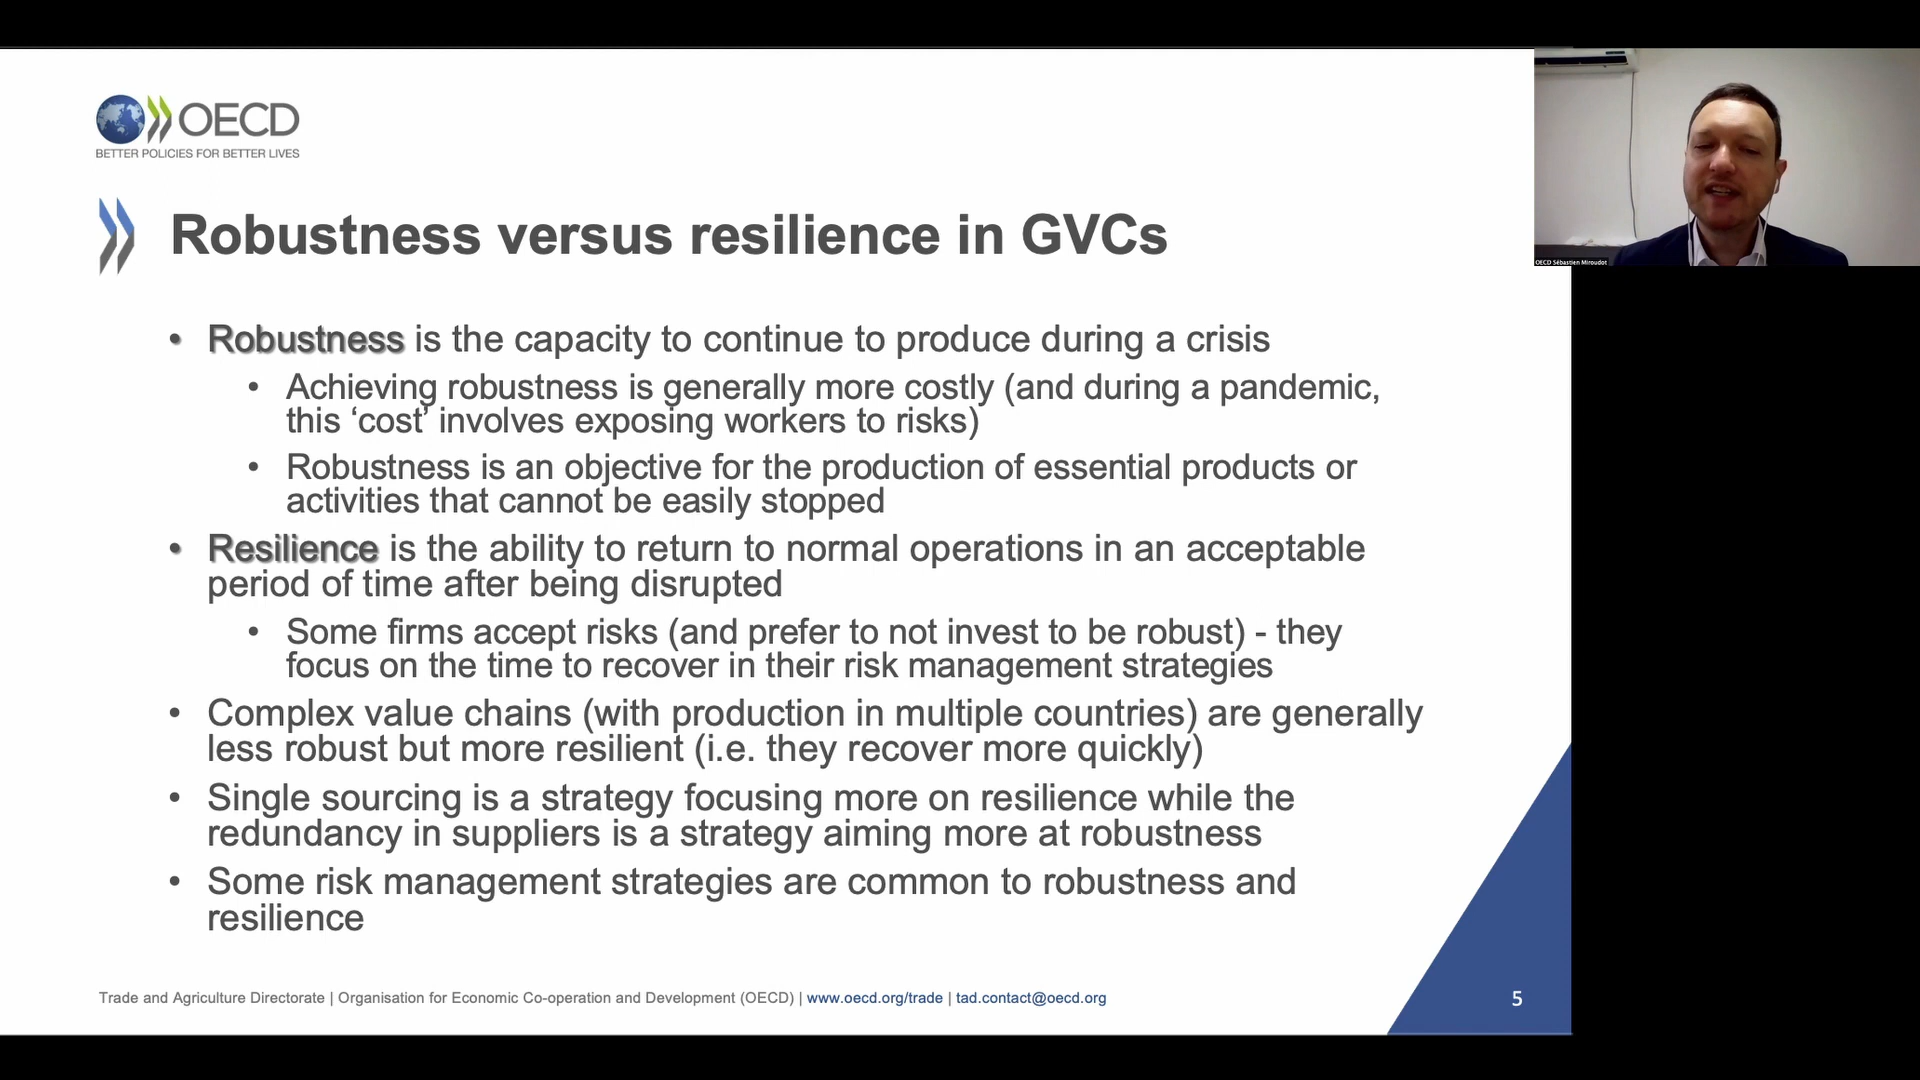 OECD
BETTER POLICIES FOR BETTER LIVES
Robustness versus resilience in GVCs
• Robustness is the capacity to continue to produce during a crisis
• Achieving robustness is generally more costly (and during a pandemic,
this ‘cost’ involves exposing workers to risks)
• Robustness is an objective for the production of essential products or
activities that cannot be easily stopped
• Resilience is the ability to return to normal operations in an acceptable
period of time after being disrupted
• Some firms accept risks (and prefer to not invest to be robust) - they
focus on the time to recover in their risk management strategies
• Complex value chains (with production in multiple countries) are generally
less robust but more resilient (i.e. they recover more quickly)
• Single sourcing is a strategy focusing more on resilience while the
redundancy in suppliers is a strategy aiming more at robustness
• Some risk management strategies are common to robustness and
resilience
Trade and Agriculture Directorate | Organisation for Economic Co-operation and Development (OECD) | www.oecd.org/trade | tad.contact@oecd.org
5
OECD Sébastien Miroudot